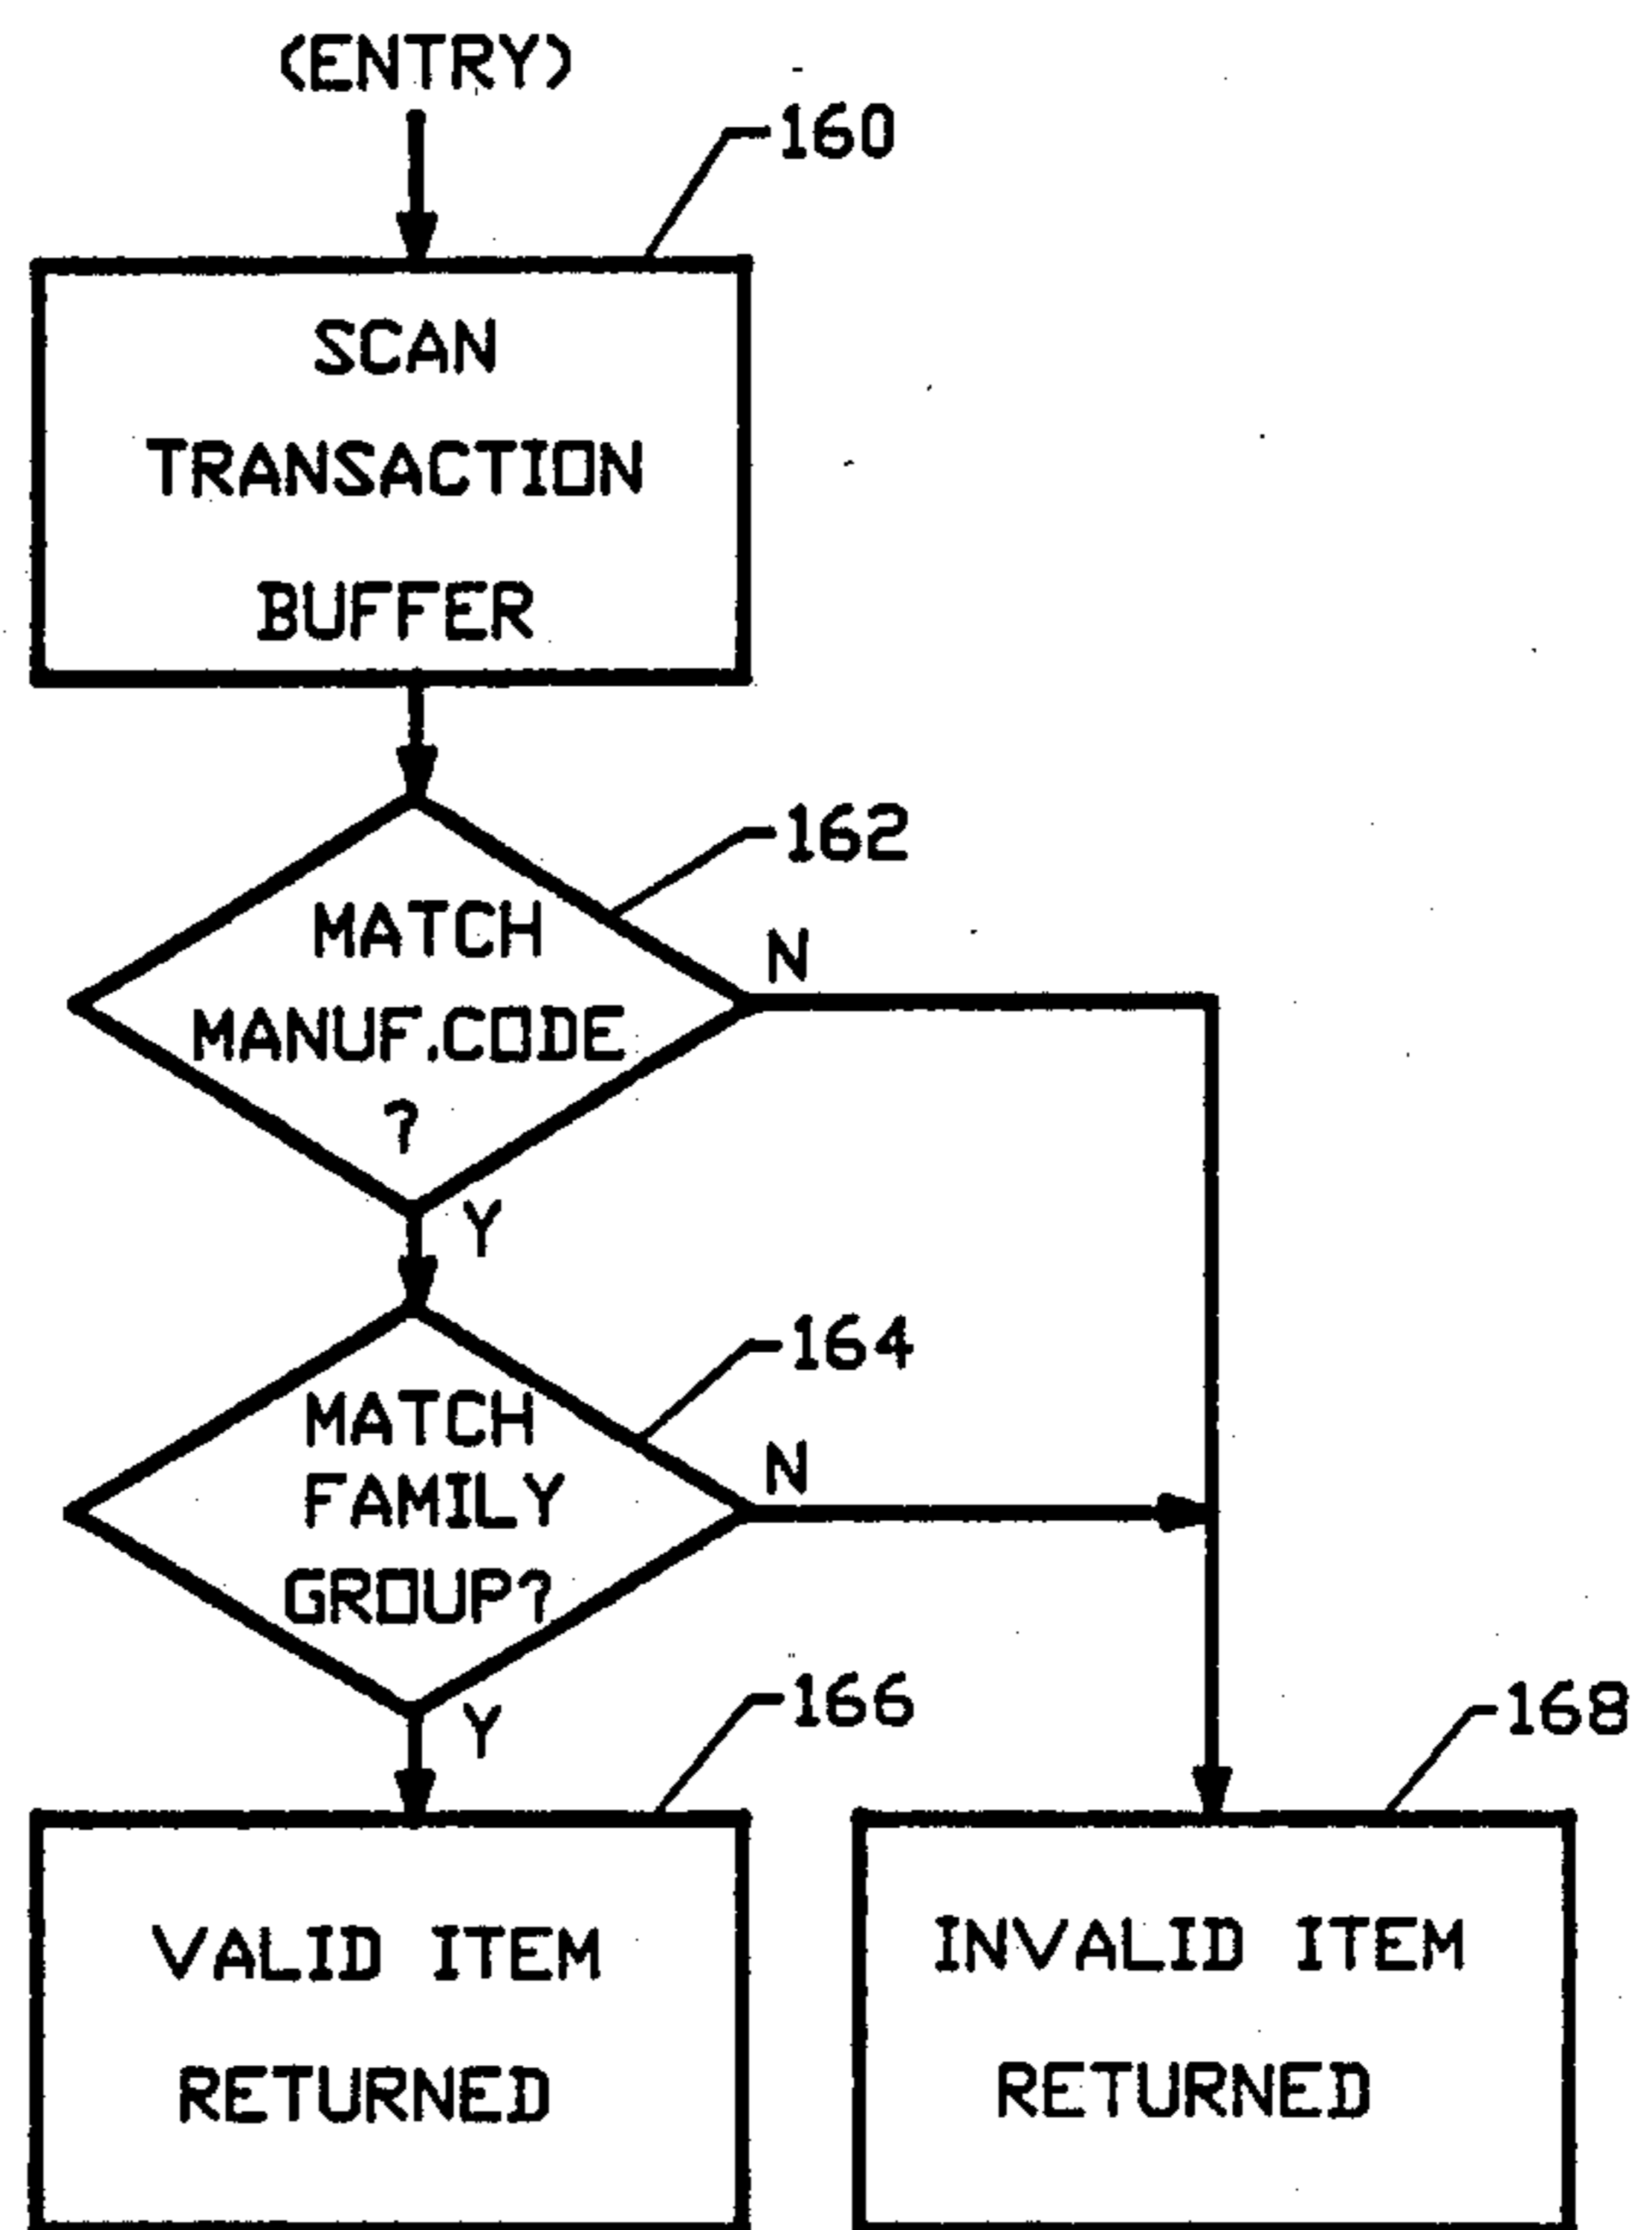 (ENTRY)
160
SCAN
TRANSACTION
BUFFER
162
MATCH
MANUF.CODE
?
N
Y
164
MATCH
FAMILY
GROUP?
N
Y
166
168
VALID ITEM
RETURNED
INVALID ITEM
RETURNED